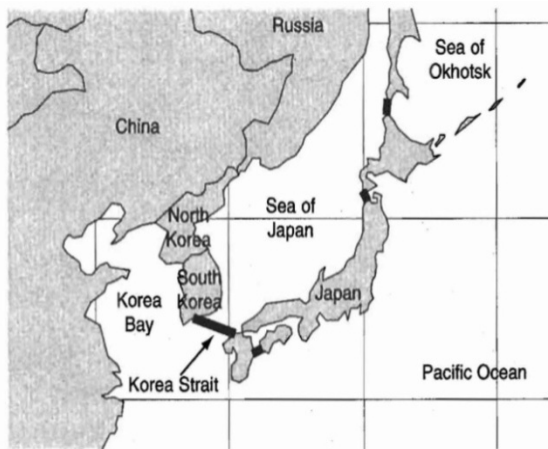 Russia
Sea of
Okhotsk
China
North
Korea
Sea of
Japan
South
Korea
Japan
Korea
Bay
Korea Strait
Pacific Ocean